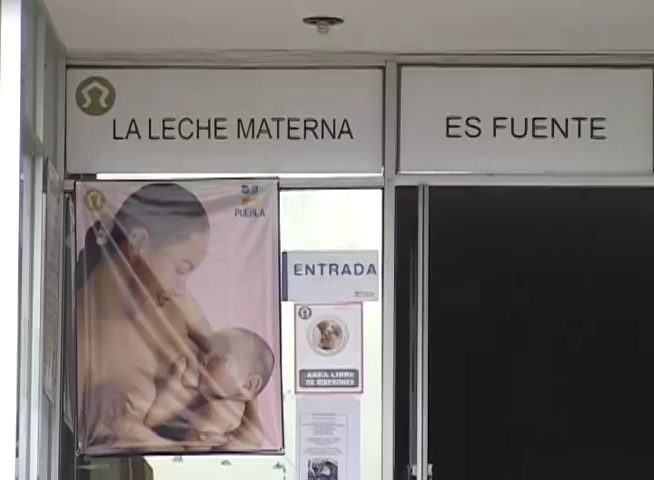 LA LECHE MATERNA
ES FUENTE
PUEBLA
ENTRADA
AREA LIBRE
DE BIBERONES